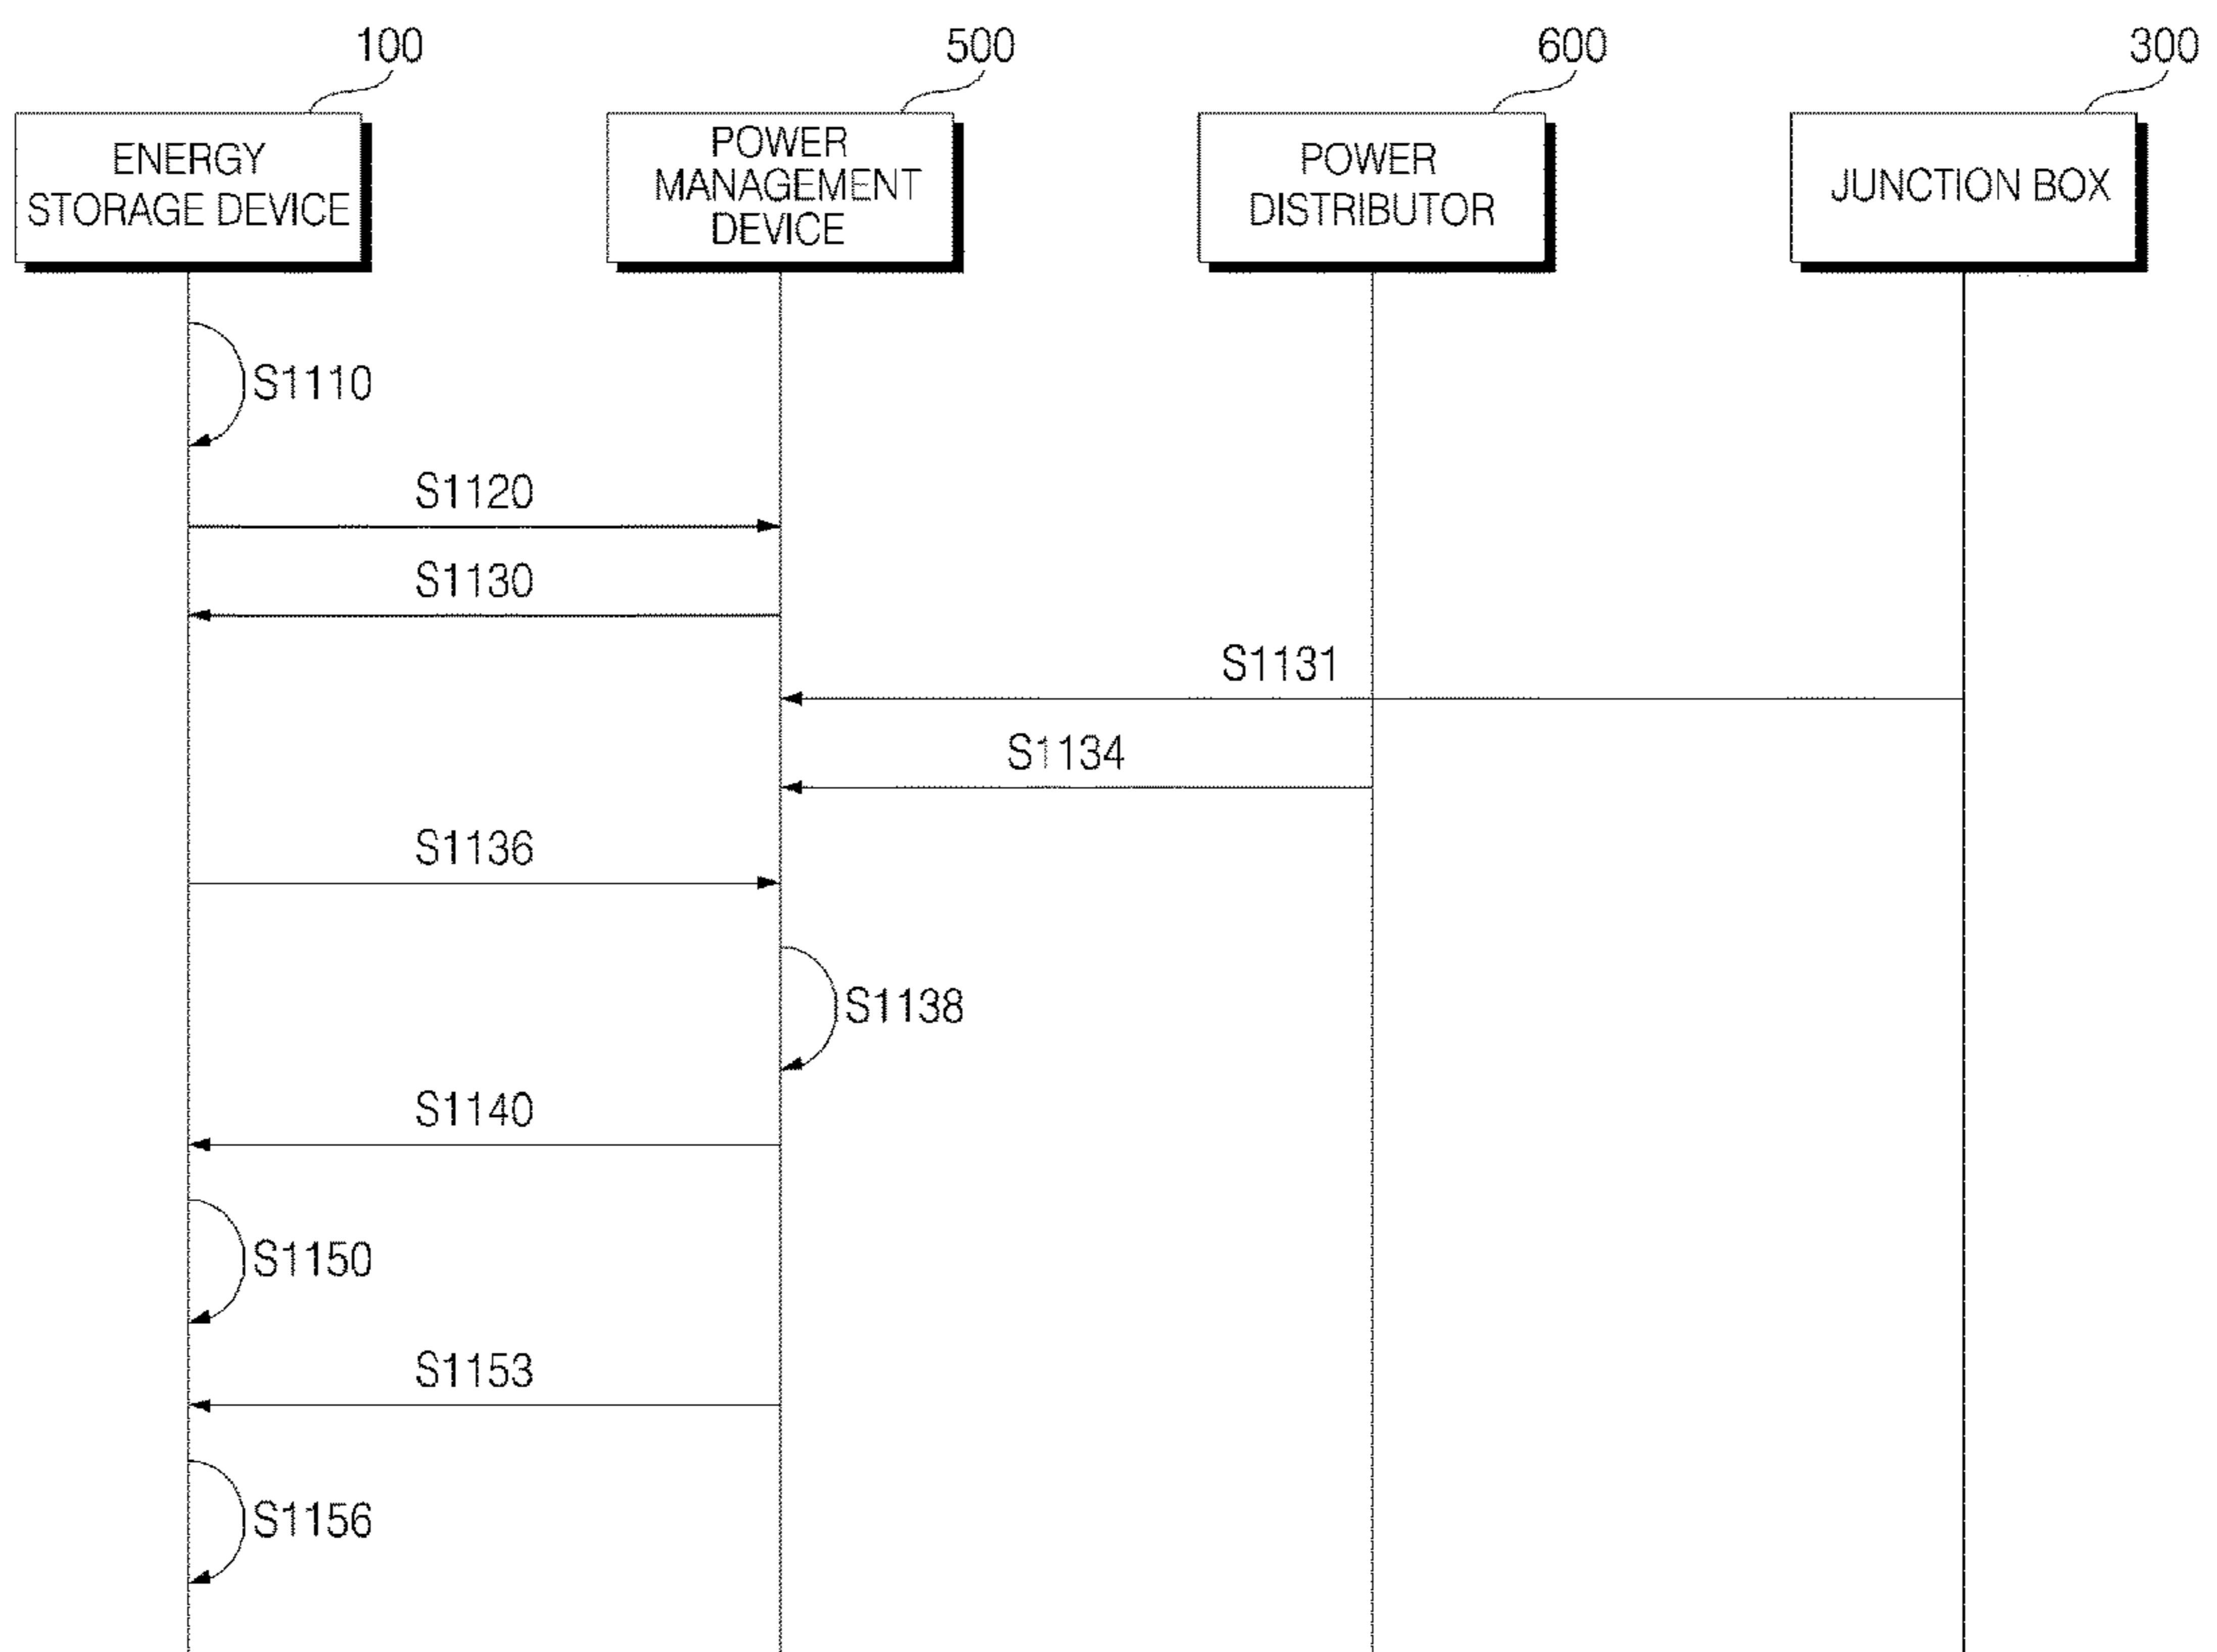 100
500
600
300
ENERGY
STORAGE DEVICE
POWER
MANAGEMENT
DEVICE
POWER
DISTRIBUTOR
JUNCTION BOX
S1110
S1120
S1130
S1131
S1134
S1136
S1138
S1140
S1150
S1153
S1156